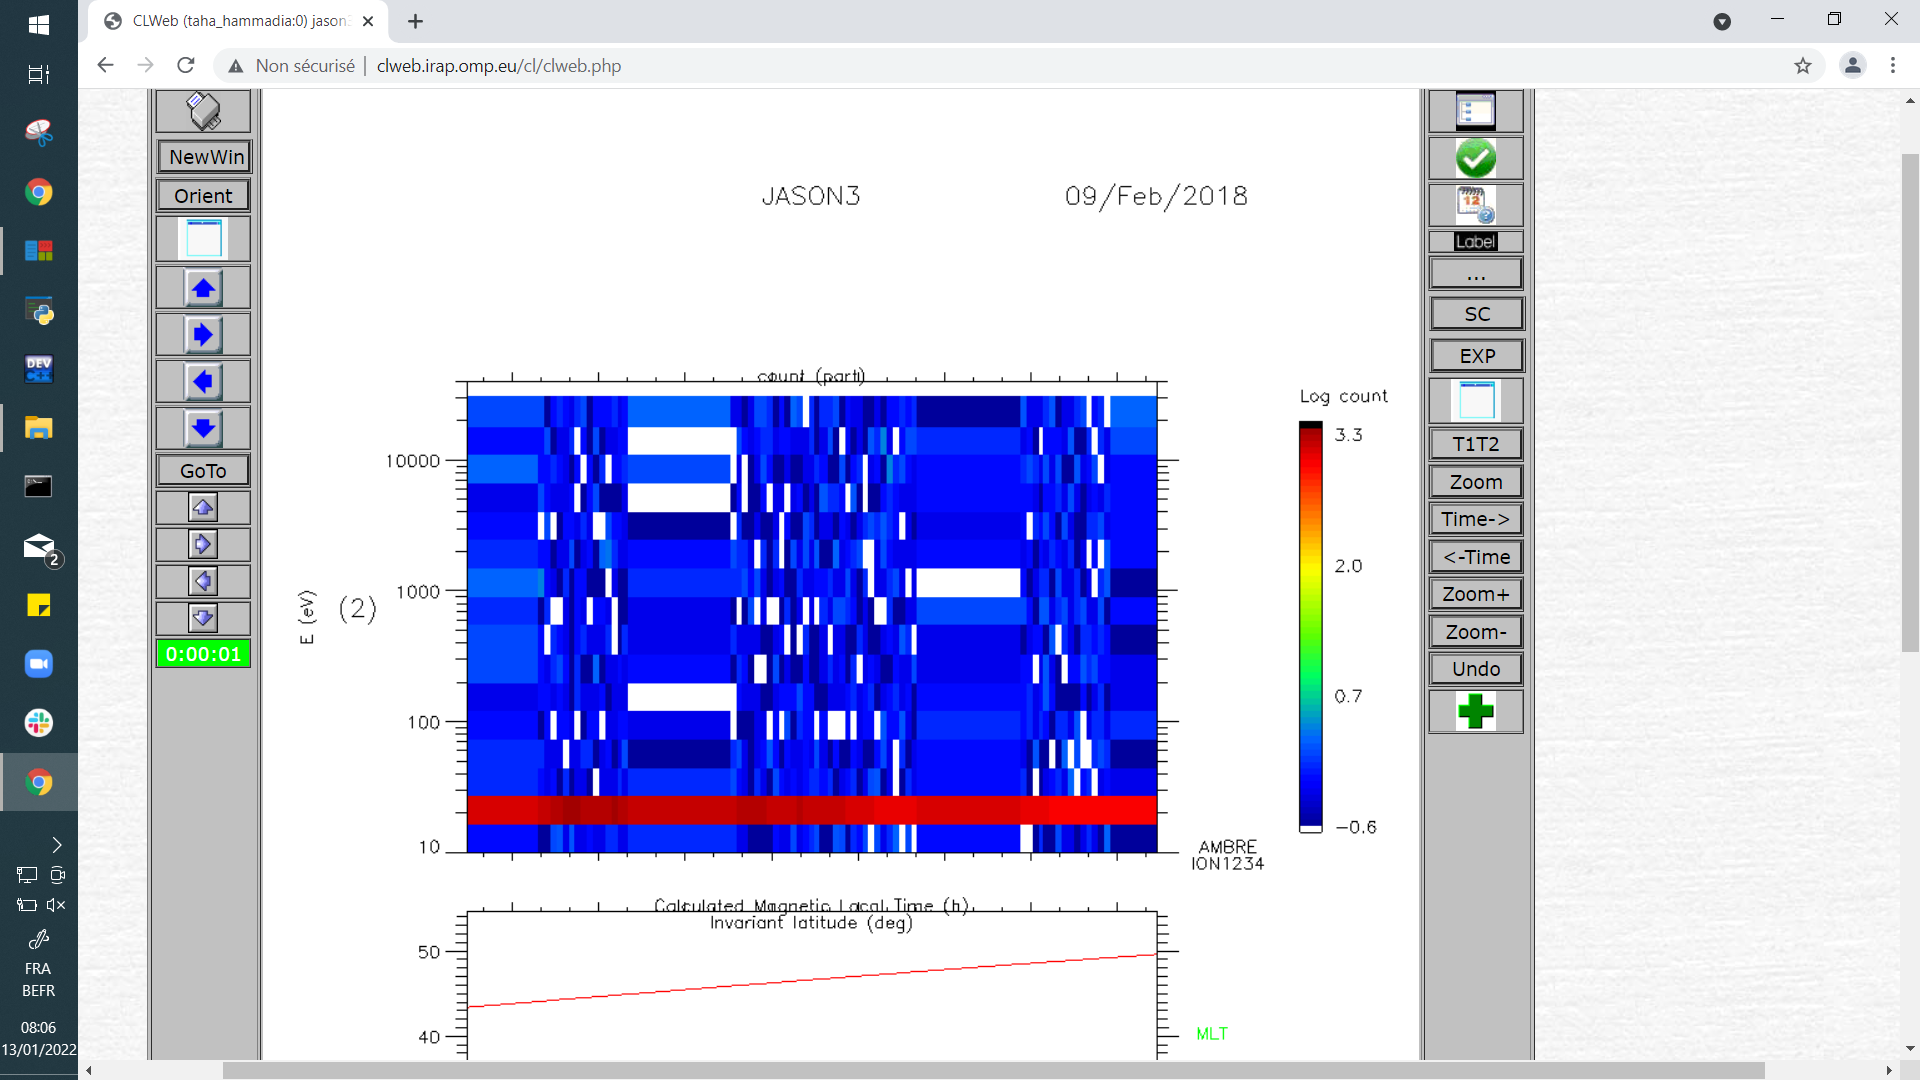 CLWeb (taha_hammadia:0) jason3
Non sécurisé | clweb.irap.omp.eu/cl/clweb.php
NewWin
Orient
GoTo
0:00:01
JASON3 09/Feb/2018
count (part)
10000
1000
100
10
E (eV)
(2)
Log count
3.3
2.0
0.7
−0.6
AMBRE
ION1234
Calculated Magnetic Local Time (h)
Invariant latitude (deg)
50
40
MLT
12
Label
...
SC
EXP
T1T2
Zoom
Time->
<-Time
Zoom+
Zoom-
Undo
DEV
C++
2
FRA
BEFR
08:06
13/01/2022